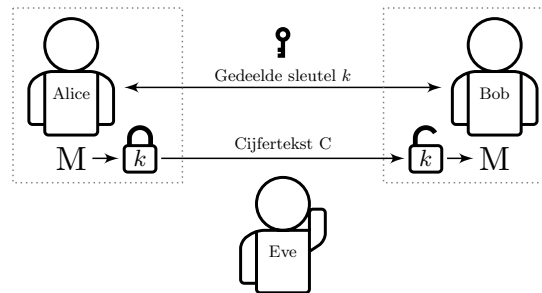 Gedeelde sleutel k
Alice
Bob
Cijfertekst C
M
k
k
M
Eve